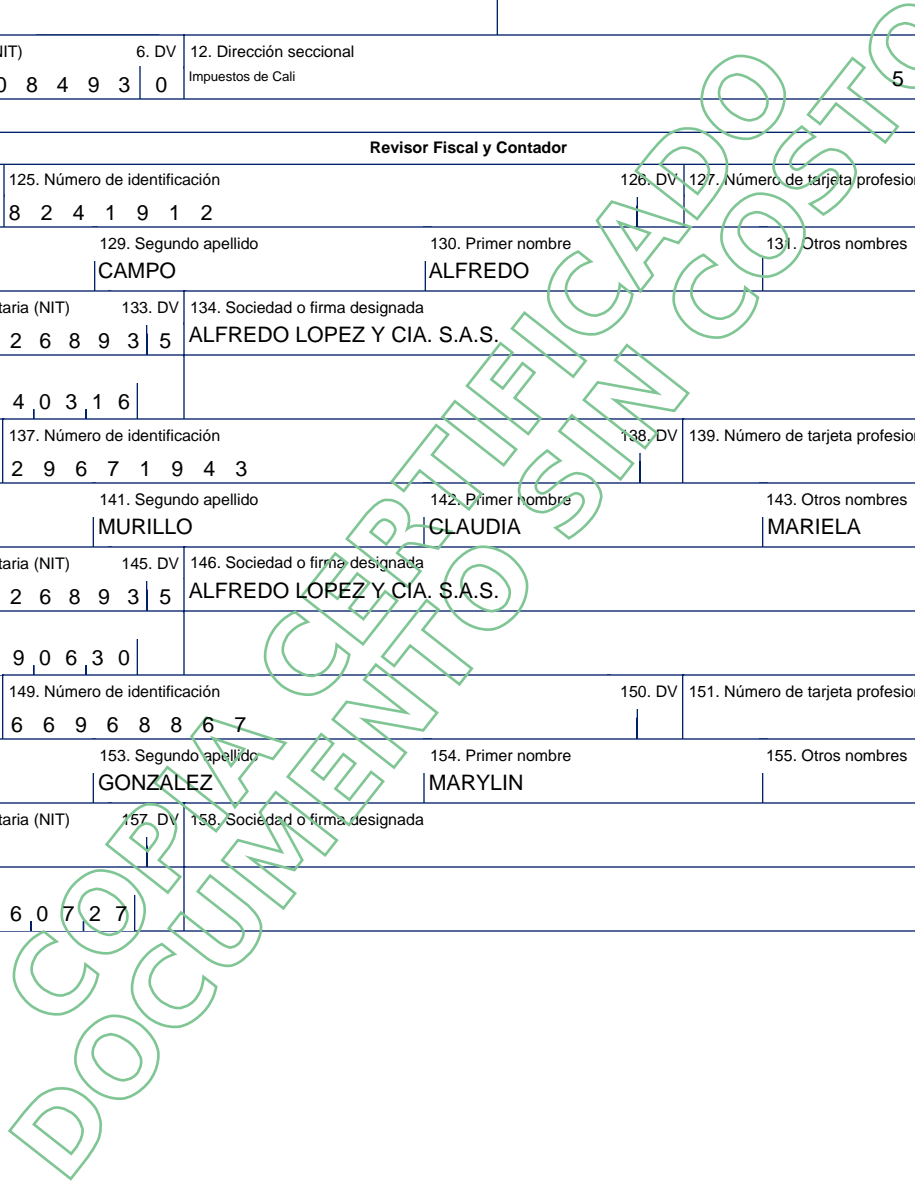 NIT) 6. DV 12. Dirección seccional
0 8 4 9 3 0 Impuestos de Cali 5
Revisor Fiscal y Contador
125. Número de identificación 126. DV 127. Número de tarjeta profesion
8 2 4 1 9 1 2
129. Segundo apellido 130. Primer nombre 131. Otros nombres
CAMPO ALFREDO
taria (NIT) 133. DV 134. Sociedad o firma designada
2 6 8 9 3 5 ALFREDO LOPEZ Y CIA. S.A.S.
4 0 3 1 6
137. Número de identificación 138. DV 139. Número de tarjeta profesion
2 9 6 7 1 9 4 3
141. Segundo apellido 142. Primer nombre 143. Otros nombres
MURILLO CLAUDIA MARIELA
taria (NIT) 145. DV 146. Sociedad o firma designada
2 6 8 9 3 5 ALFREDO LOPEZ Y CIA. S.A.S.
9 0 6 3 0
149. Número de identificación 150. DV 151. Número de tarjeta profesion
6 6 9 6 8 8 6 7
153. Segundo apellido 154. Primer nombre 155. Otros nombres
GONZALEZ MARYLIN
taria (NIT) 157. DV 158. Sociedad o firma designada
6 0 7 2 7
COPIA CERTIFICADO
DOCUMENTO SIN COSTO